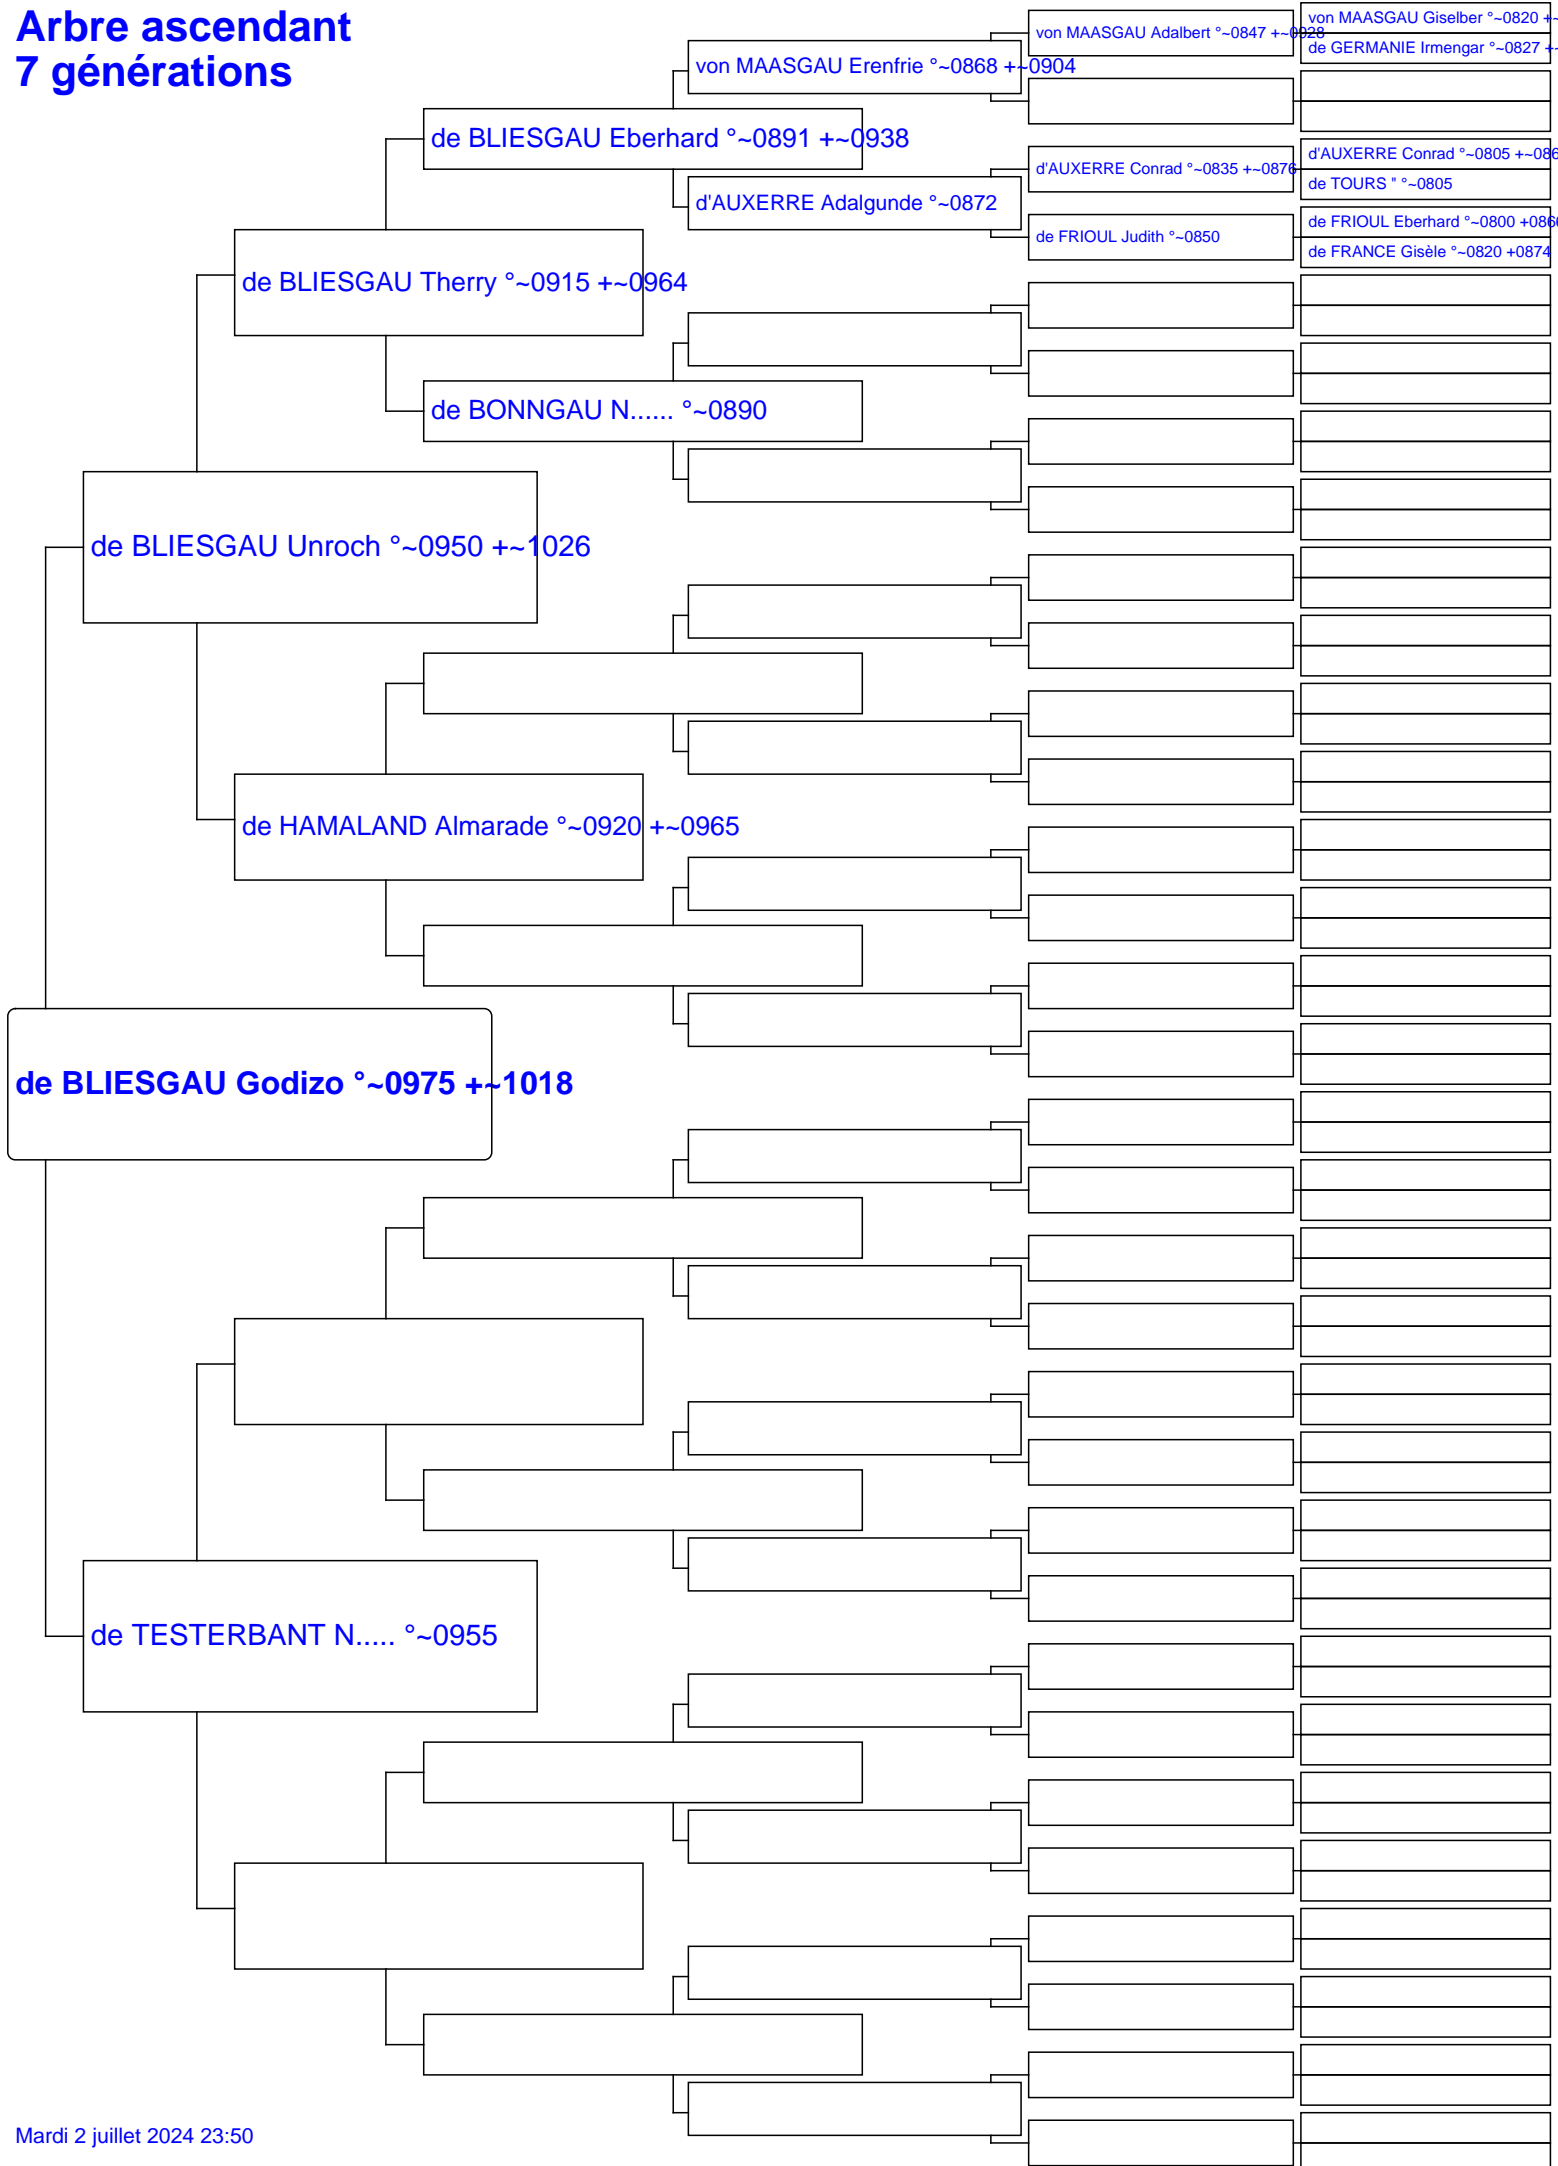 Arbre ascendant
7 générations
von MAASGAU Giselber °~0820 +~
von MAASGAU Adalbert °~0847 +~0928
de GERMANIE Irmengar °~0827 +~
von MAASGAU Erenfrie °~0868 +~0904
de BLIESGAU Eberhard °~0891 +~0938
d'AUXERRE Conrad °~0805 +~086
d'AUXERRE Conrad °~0835 +~0876
de TOURS " °~0805
d'AUXERRE Adalgunde °~0872
de FRIOUL Eberhard °~0800 +086
de FRIOUL Judith °~0850
de FRANCE Gisèle °~0820 +0874
de BLIESGAU Therry °~0915 +~0964
de BONNGAU N...... °~0890
de BLIESGAU Unroch °~0950 +~1026
de HAMALAND Almarade °~0920 +~0965
de BLIESGAU Godizo °~0975 +~1018
de TESTERBANT N..... °~0955
Mardi 2 juillet 2024 23:50